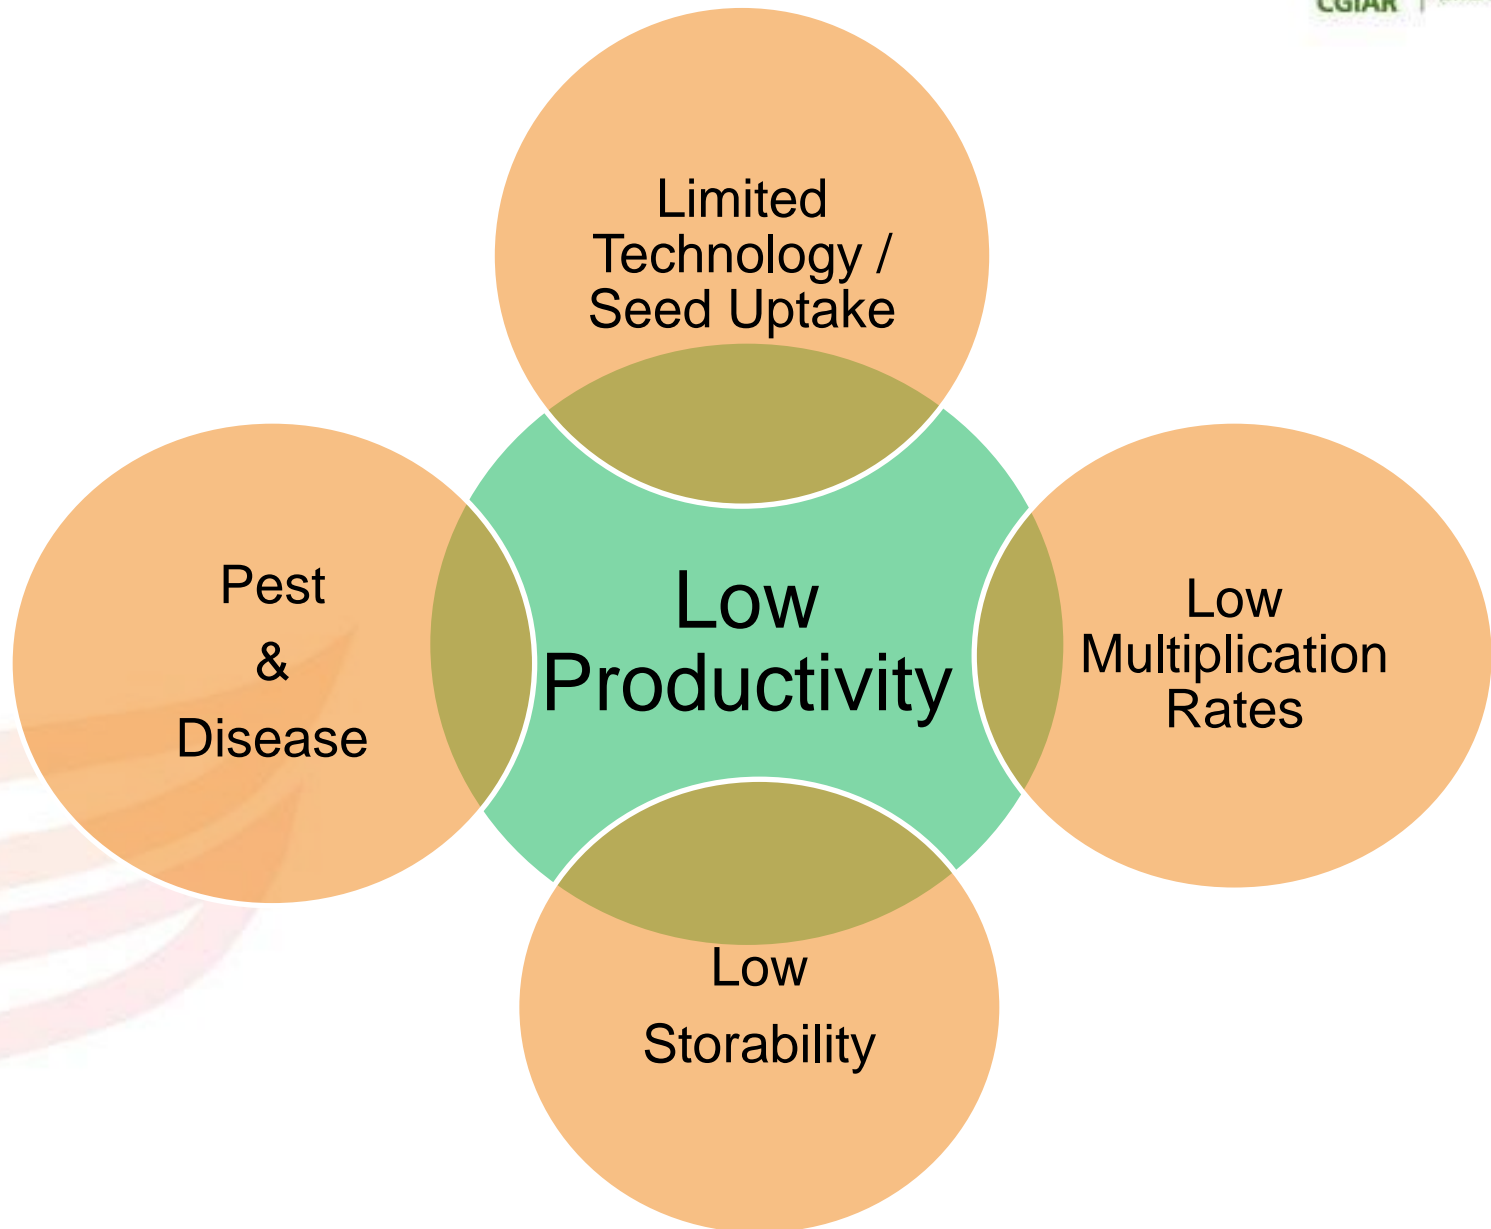 CGIAR
Limited
Technology /
Seed Uptake
Pest
&
Disease
Low
Productivity
Low
Multiplication
Rates
Low
Storability